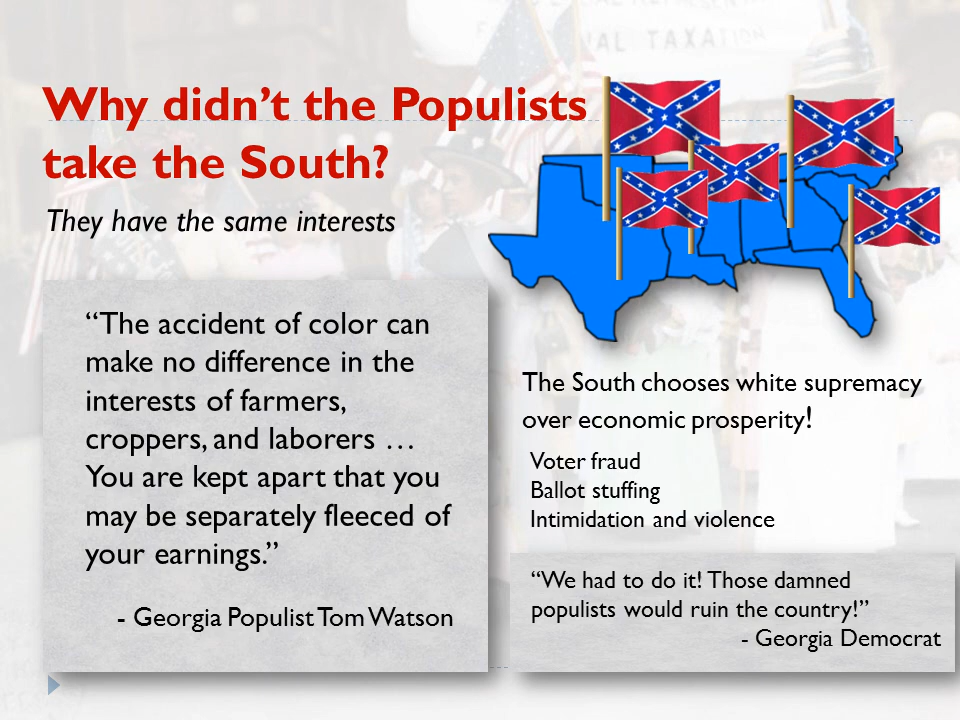 AL TAXATION
Why didn’t the Populists
take the South?
They have the same interests
“The accident of color can
make no difference in the
interests of farmers,
croppers, and laborers …
You are kept apart that you
may be separately fleeced of
your earnings.”
- Georgia Populist Tom Watson
The South chooses white supremacy
over economic prosperity!
Voter fraud
Ballot stuffing
Intimidation and violence
“We had to do it! Those damned
populists would ruin the country!”
- Georgia Democrat